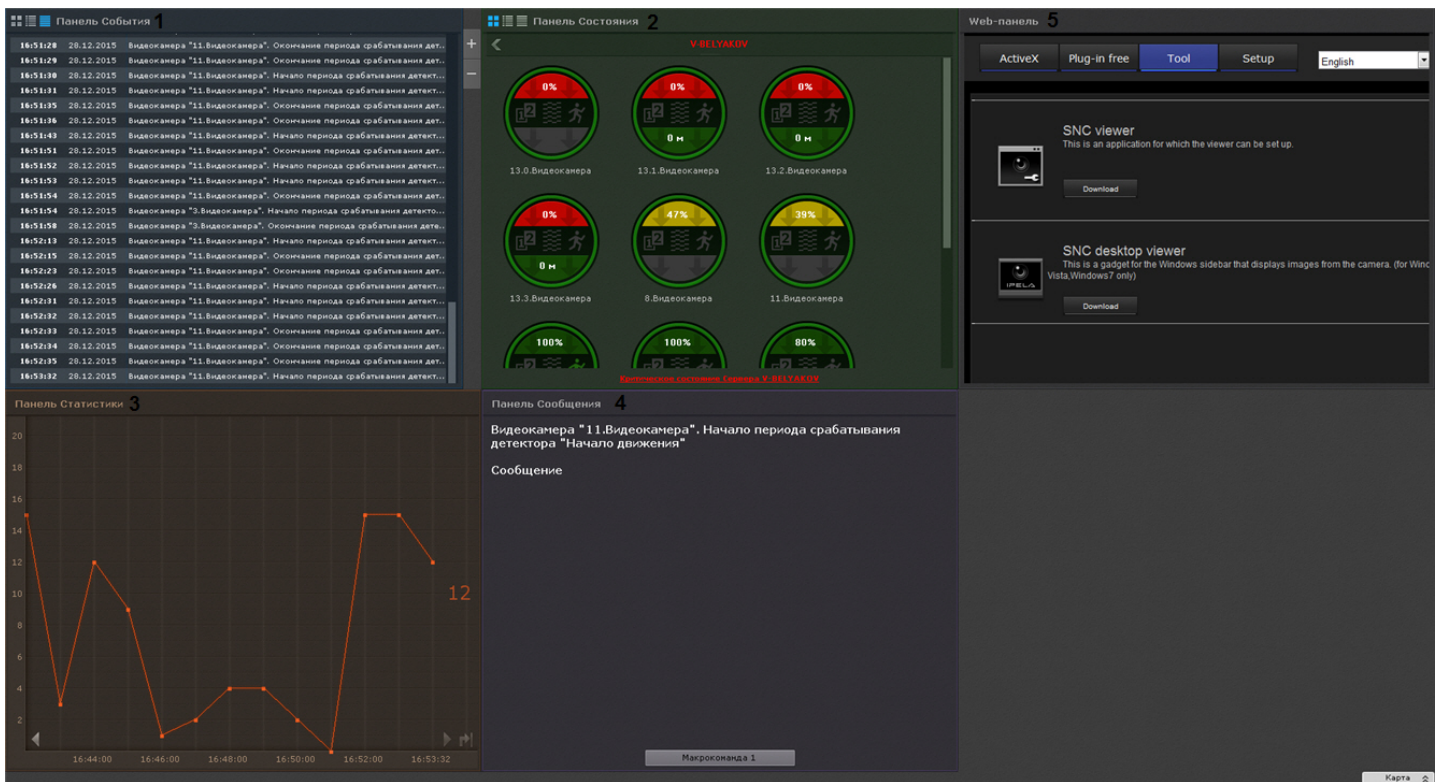 Панель События 1
16:51:28 28.12.2015 Видеокамера "11.Видеокамера". Окончание периода срабатывания дет..
16:51:29 28.12.2015 Видеокамера "11.Видеокамера". Окончание периода срабатывания дет..
16:51:30 28.12.2015 Видеокамера "11.Видеокамера". Начало периода срабатывания детект...
16:51:31 28.12.2015 Видеокамера "11.Видеокамера". Начало периода срабатывания детект...
16:51:35 28.12.2015 Видеокамера "11.Видеокамера". Окончание периода срабатывания дет..
16:51:36 28.12.2015 Видеокамера "11.Видеокамера". Окончание периода срабатывания дет..
16:51:43 28.12.2015 Видеокамера "11.Видеокамера". Начало периода срабатывания детект...
16:51:51 28.12.2015 Видеокамера "11.Видеокамера". Окончание периода срабатывания дет..
16:51:52 28.12.2015 Видеокамера "11.Видеокамера". Начало периода срабатывания детект...
16:51:53 28.12.2015 Видеокамера "11.Видеокамера". Начало периода срабатывания детект...
16:51:54 28.12.2015 Видеокамера "11.Видеокамера". Окончание периода срабатывания дет..
16:51:54 28.12.2015 Видеокамера "3.Видеокамера". Начало периода срабатывания детекто...
16:51:58 28.12.2015 Видеокамера "3.Видеокамера". Окончание периода срабатывания дете..
16:52:13 28.12.2015 Видеокамера "11.Видеокамера". Начало периода срабатывания детект...
16:52:15 28.12.2015 Видеокамера "11.Видеокамера". Окончание периода срабатывания дет..
16:52:23 28.12.2015 Видеокамера "11.Видеокамера". Окончание периода срабатывания дет..
16:52:26 28.12.2015 Видеокамера "11.Видеокамера". Начало периода срабатывания детект...
16:52:31 28.12.2015 Видеокамера "11.Видеокамера". Начало периода срабатывания детект...
16:52:32 28.12.2015 Видеокамера "11.Видеокамера". Начало периода срабатывания детект...
16:52:33 28.12.2015 Видеокамера "11.Видеокамера". Окончание периода срабатывания дет..
16:52:34 28.12.2015 Видеокамера "11.Видеокамера". Окончание периода срабатывания дет..
16:52:35 28.12.2015 Видеокамера "11.Видеокамера". Окончание периода срабатывания дет..
16:53:32 28.12.2015 Видеокамера "11.Видеокамера". Начало периода срабатывания детект...
+
−
Панель Состояния 2
V-BELYAKOV
0% 0% 0%
12 12 12
0 м 0 м
13.0.Видеокамера 13.1.Видеокамера 13.2.Видеокамера
0% 47% 39%
12 12 12
0 м
13.3.Видеокамера 8.Видеокамера 11.Видеокамера
100% 100% 80%
Критическое состояние Сервера V-BELYAKOV
Web-панель 5
ActiveX Plug-in free Tool Setup English
SNC viewer
This is an application for which the viewer can be set up.
Download
SNC desktop viewer
This is a gadget for the Windows sidebar that displays images from the camera. (for Winc
Vista,Windows7 only)
IPELA
Download
Панель Статистики 3
20
18
16
14
12
10
8
6
4
2
12
16:44:00 16:46:00 16:48:00 16:50:00 16:52:00 16:53:32
Панель Сообщения 4
Видеокамера "11.Видеокамера". Начало периода срабатывания
детектора "Начало движения"
Сообщение
Макрокоманда 1
Карта